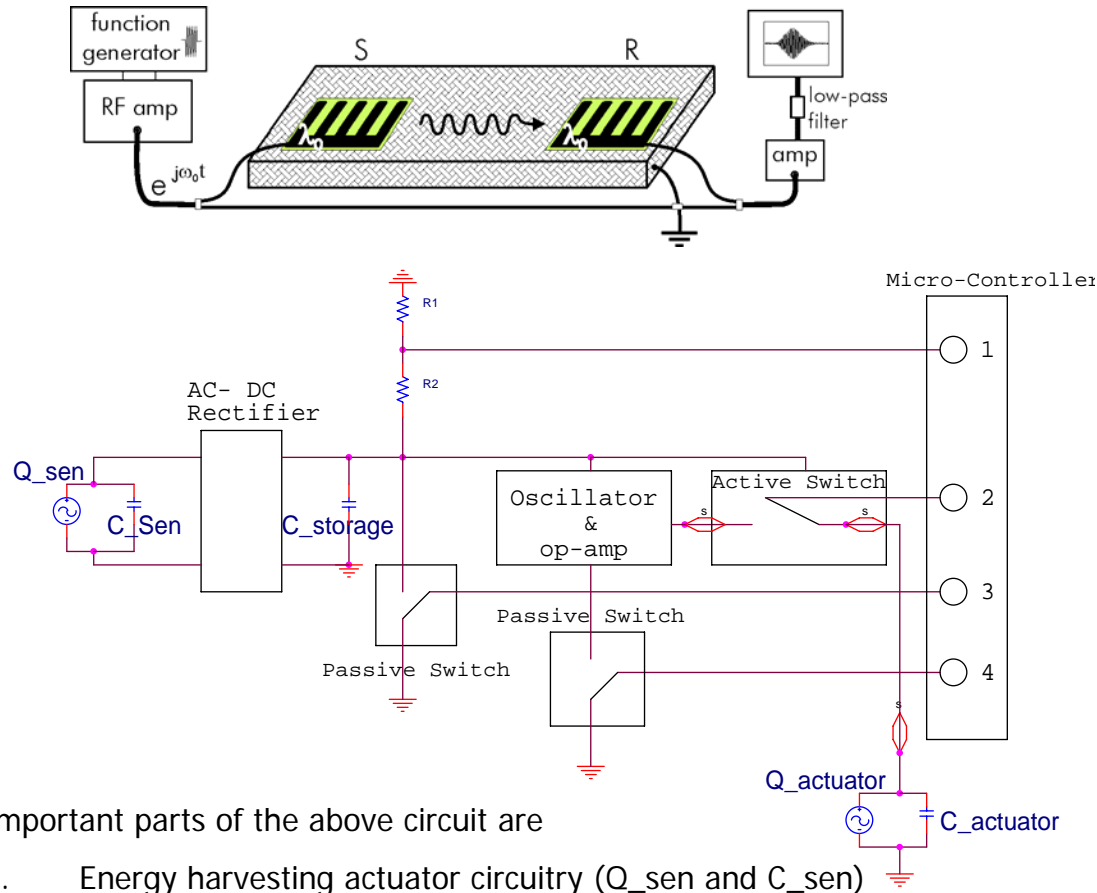 function
generator
RF amp
S
R
low-pass
filter
amp
λ₀
λ₀
e^jω₀t
Micro-Controller
R1
1
R2
AC- DC
Rectifier
Q_sen
C_Sen
C_storage
Oscillator
&
op-amp
s
Active Switch
s
2
3
Passive Switch
Passive Switch
4
s
Q_actuator
C_actuator
mportant parts of the above circuit are
. Energy harvesting actuator circuitry (Q_sen and C_sen)